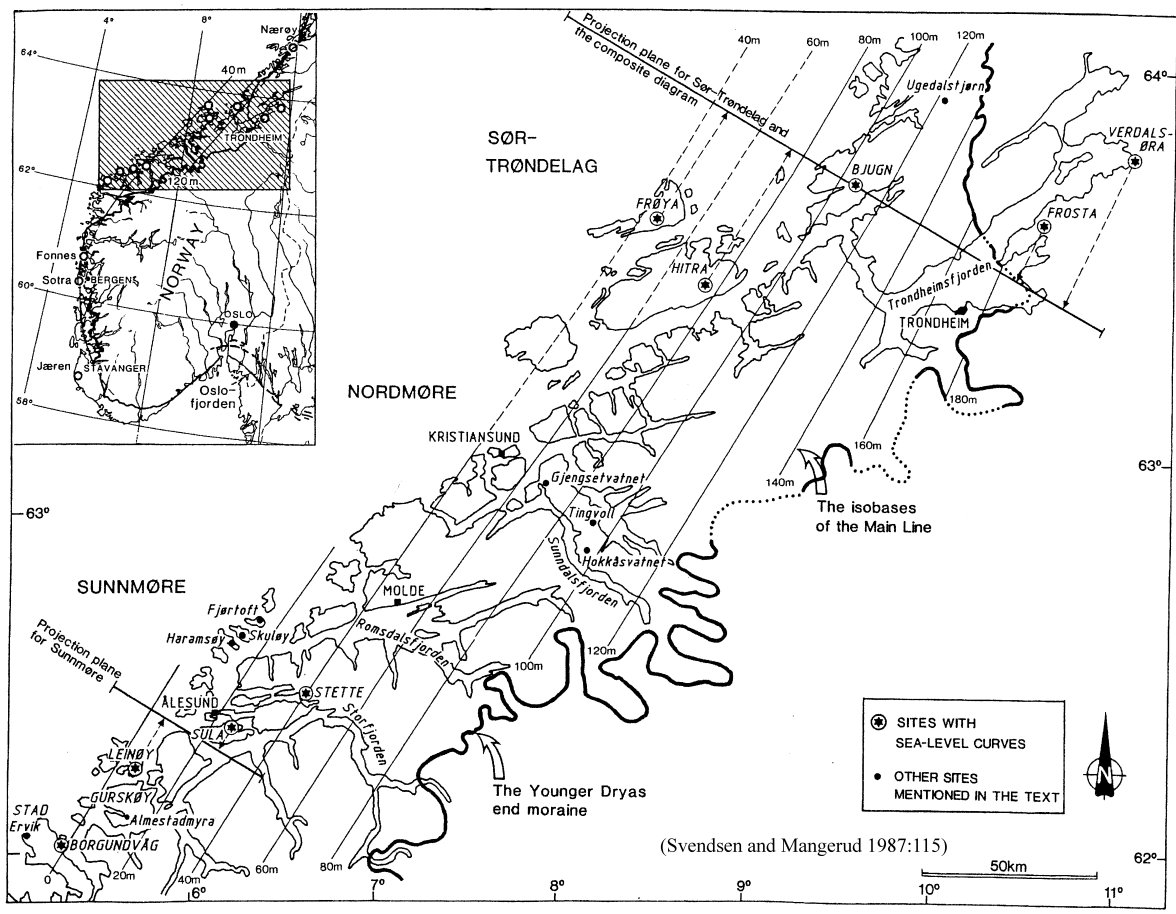 4°
8°
Nærøy
64°
40m
TRONDHEIM
62°
120m
NORWAY
Fonnes
Sotra
BERGEN
60°
OSLO
Jæren
STAVANGER
Oslo-
fjorden
58°
Projection plane for Sør-Trøndelag and
the composite diagram
40m
60m
80m
100m
120m
64°
Ugedalstjørn
VERDALS-
ØRA
SØR-
TRØNDELAG
BJUGN
FRØYA
FROSTA
HITRA
Trondheimsfjorden
TRONDHEIM
NORDMØRE
180m
KRISTIANSUND
160m
63°
140m
Gjengsetvatnet
Tingvoll
The isobases
of the Main Line
63°
Hokkåsvatnet
Sunndalsfjorden
SUNNMØRE
MOLDE
Fjørtoft
Haramsøy
Skuløy
Romsdalsfjorden
Projection plane
for Sunnmøre
100m
120m
STETTE
ÅLESUND
SULA
Storfjorden
LEINØY
The Younger Dryas
end moraine
GURSKØY
STAD
Ervik
Almestadmyra
BORGUNDVÅG
SITES WITH
SEA-LEVEL CURVES
OTHER SITES
MENTIONED IN THE TEXT
N
(Svendsen and Mangerud 1987:115)
62°
50km
0
20m
40m
60m
80m
6°
7°
8°
9°
10°
11°